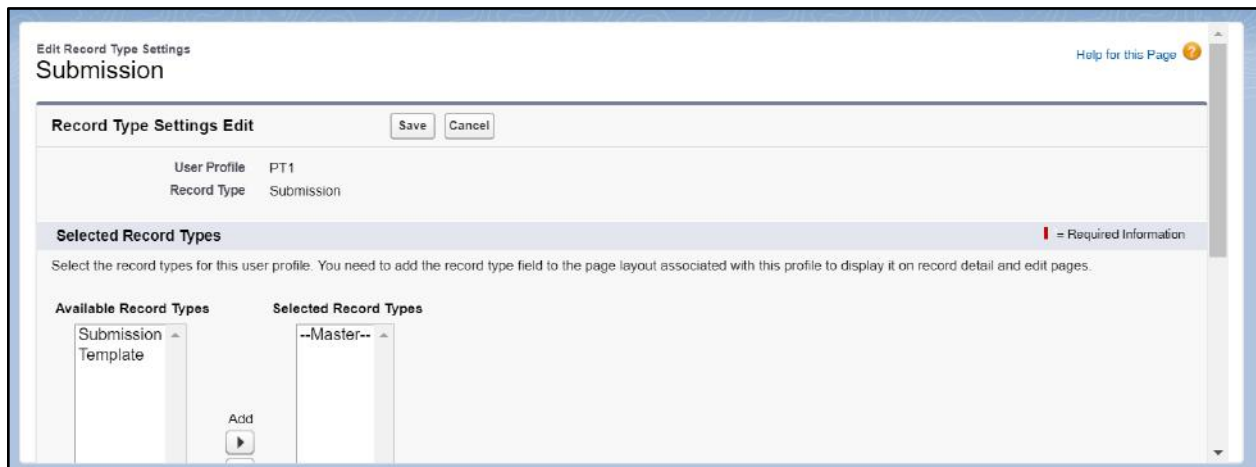 Edit Record Type Settings
Submission
Help for this Page ?
Record Type Settings Edit Save Cancel
User Profile PT1
Record Type Submission
Selected Record Types = Required Information
Select the record types for this user profile. You need to add the record type field to the page layout associated with this profile to display it on record detail and edit pages.
Available Record Types Selected Record Types
Submission --Master--
Template
Add